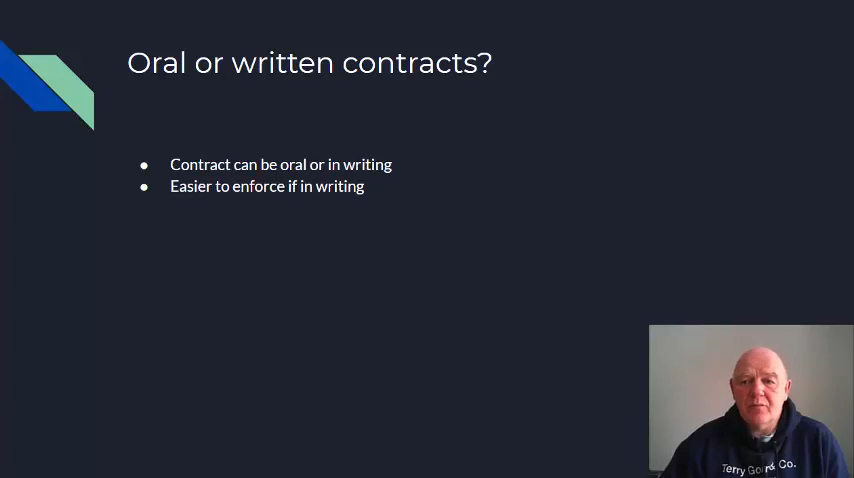 Oral or written contracts?
● Contract can be oral or in writing
● Easier to enforce if in writing
Terry & Co.